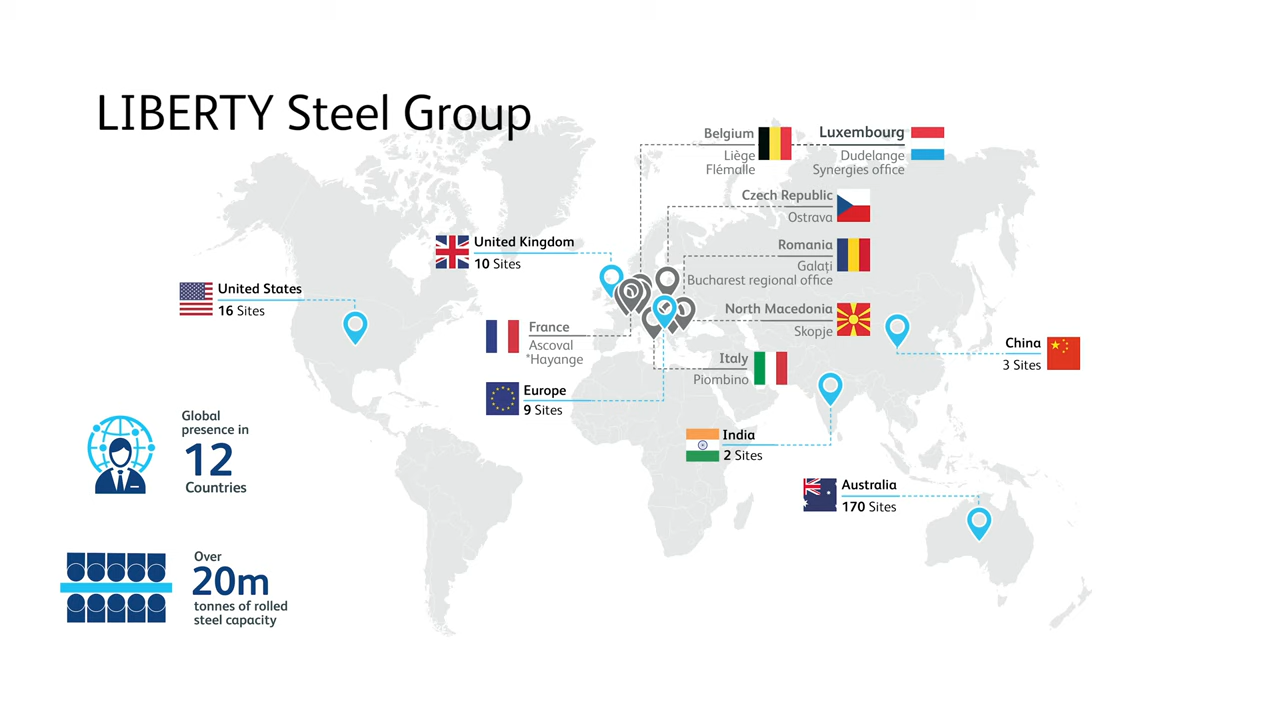 LIBERTY Steel Group
Belgium
Liège
Flémalle
Luxembourg
Dudelange
Synergies office
Czech Republic
Ostrava
United Kingdom
10 Sites
Romania
Galați
Bucharest regional office
United States
16 Sites
North Macedonia
Skopje
France
Ascoval
*Hayange
China
3 Sites
Italy
Piombino
Europe
9 Sites
Global
presence in
12
Countries
India
2 Sites
Australia
170 Sites
Over
20m
tonnes of rolled
steel capacity